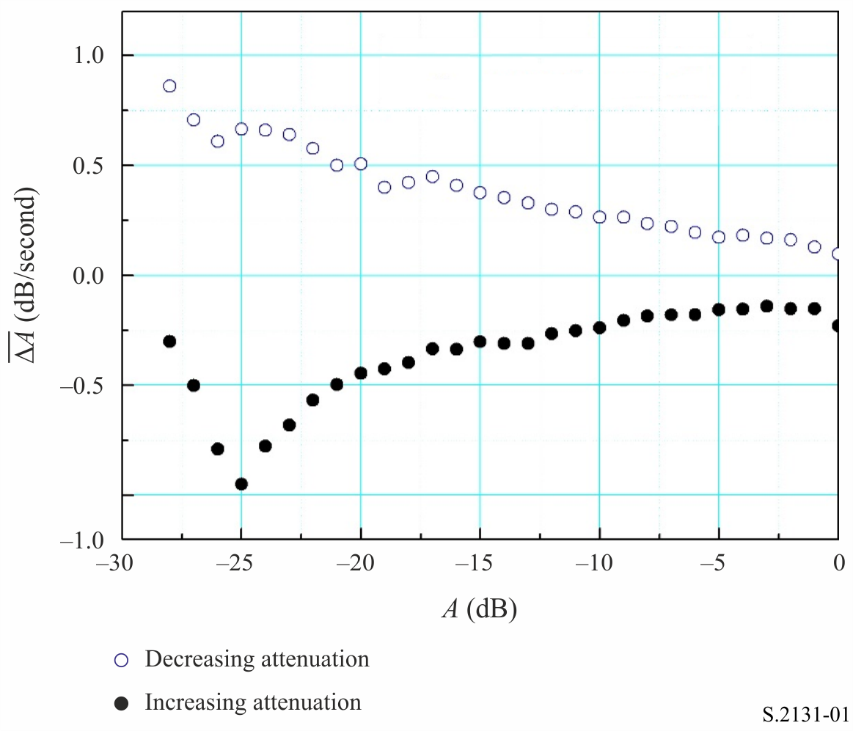 1.0
0.5
0.0
–0.5
–1.0
ΔA (dB/second)
–30 –25 –20 –15 –10 –5 0
A (dB)
Decreasing attenuation
Increasing attenuation
S.2131-01